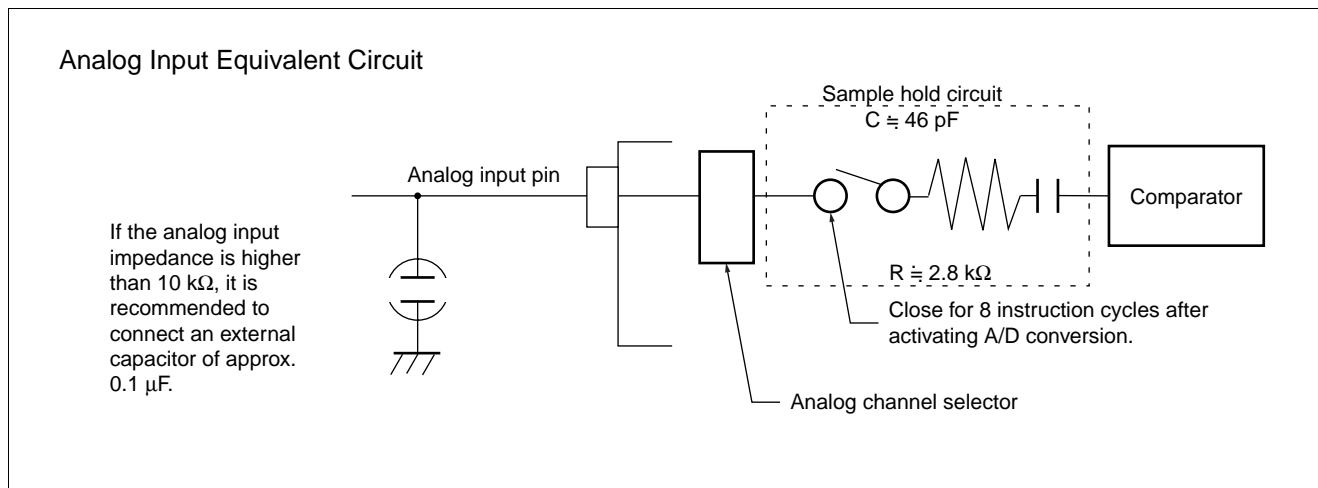 Analog Input Equivalent Circuit
Sample hold circuit
C ≒ 46 pF
Analog input pin
Comparator
If the analog input
impedance is higher
than 10 kΩ, it is
recommended to
connect an external
capacitor of approx.
0.1 µF.
R ≒ 2.8 kΩ
Close for 8 instruction cycles after
activating A/D conversion.
Analog channel selector